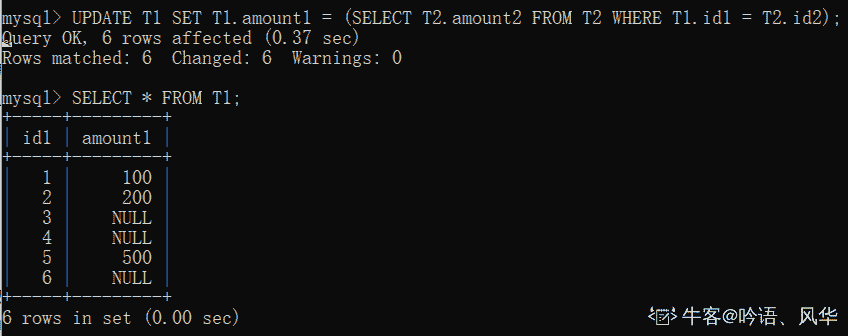 mysql> UPDATE T1 SET T1.amount1 = (SELECT T2.amount2 FROM T2 WHERE T1.id1 = T2.id2);
Query OK, 6 rows affected (0.37 sec)
Rows matched: 6  Changed: 6  Warnings: 0

mysql> SELECT * FROM T1;
+-----+---------+
| id1 | amount1 |
+-----+---------+
|   1 |     100 |
|   2 |     200 |
|   3 |    NULL |
|   4 |    NULL |
|   5 |     500 |
|   6 |    NULL |
+-----+---------+
6 rows in set (0.00 sec)
牛客@吟语、风华